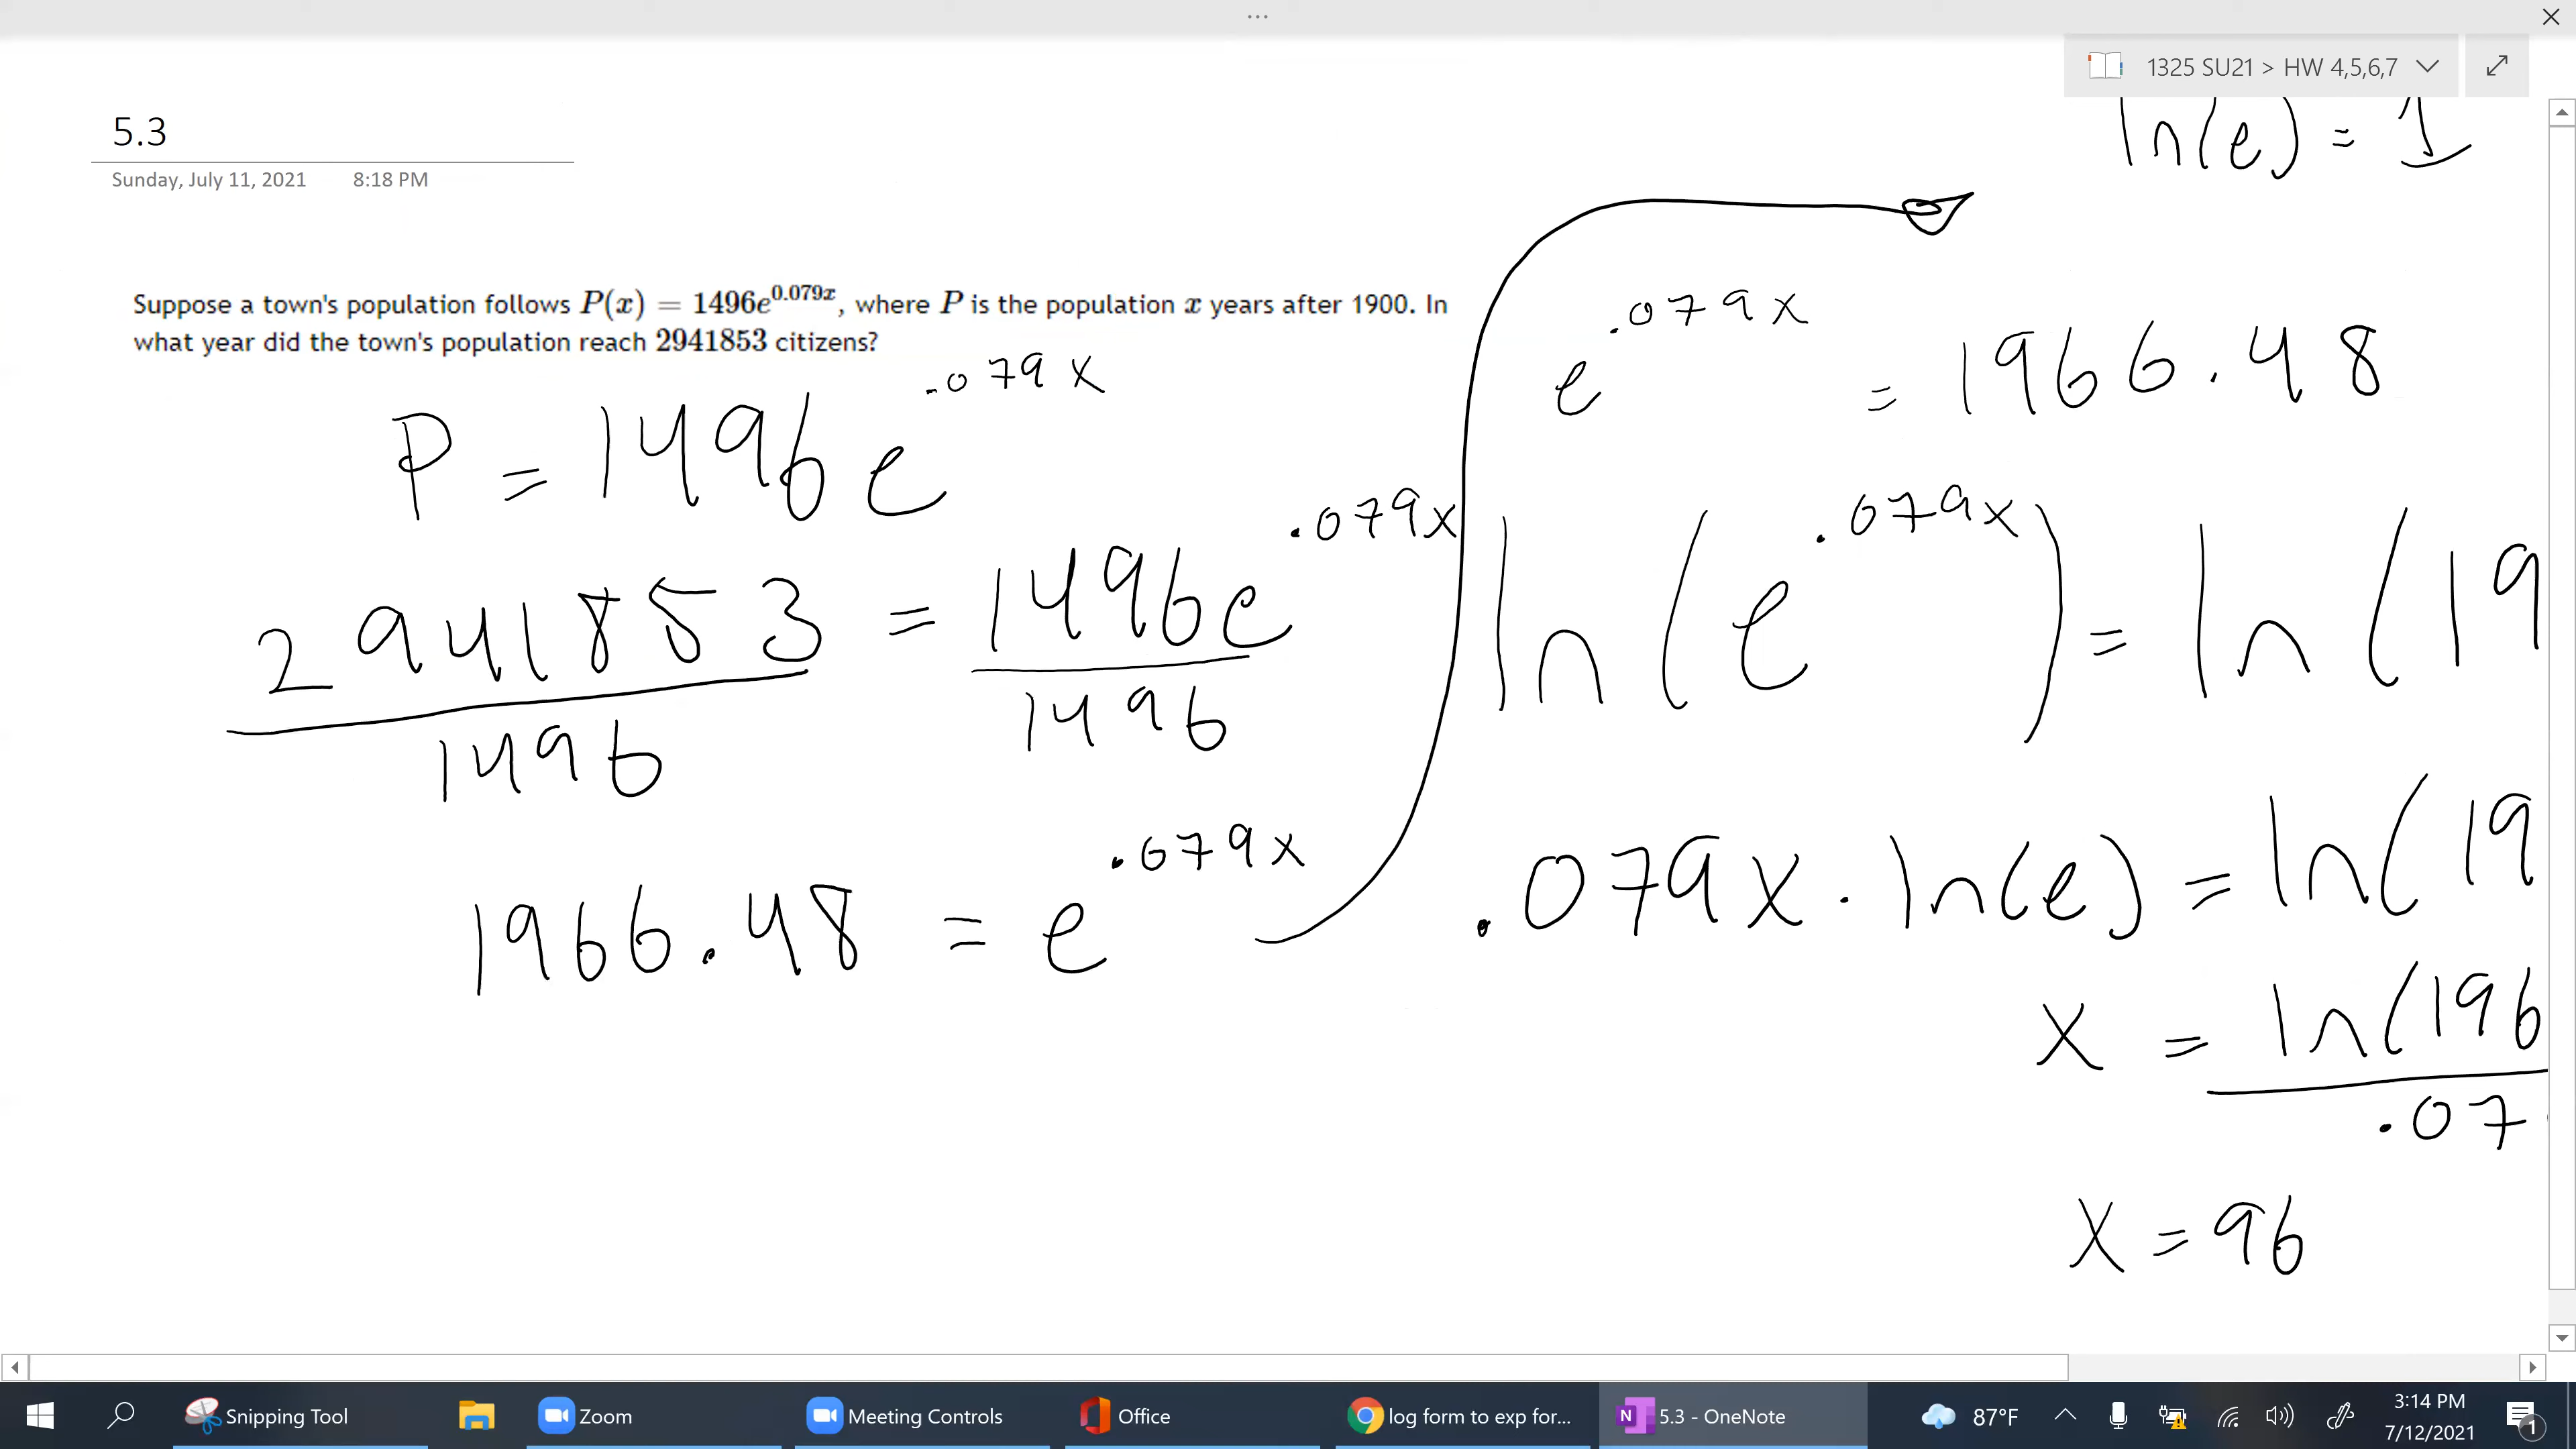 ...
1325 SU21 > HW 4,5,6,7
5.3
Sunday, July 11, 2021 8:18 PM
ln(e) = 1
Suppose a town's population follows P(x) = 1496e^0.079x, where P is the population x years after 1900. In
what year did the town's population reach 2941853 citizens?
P = 1496 e^.079x
2941853 = 1496e^.079x
1496 1496
1966.48 = e^.079x
e^.079x = 1966.48
ln(e^.079x) = ln(19
.079x · ln(e) = ln(19
x = ln(196
.07
x = 96
Snipping Tool
Zoom
Meeting Controls
Office
log form to exp for...
N 5.3 - OneNote
87°F
3:14 PM
7/12/2021
1